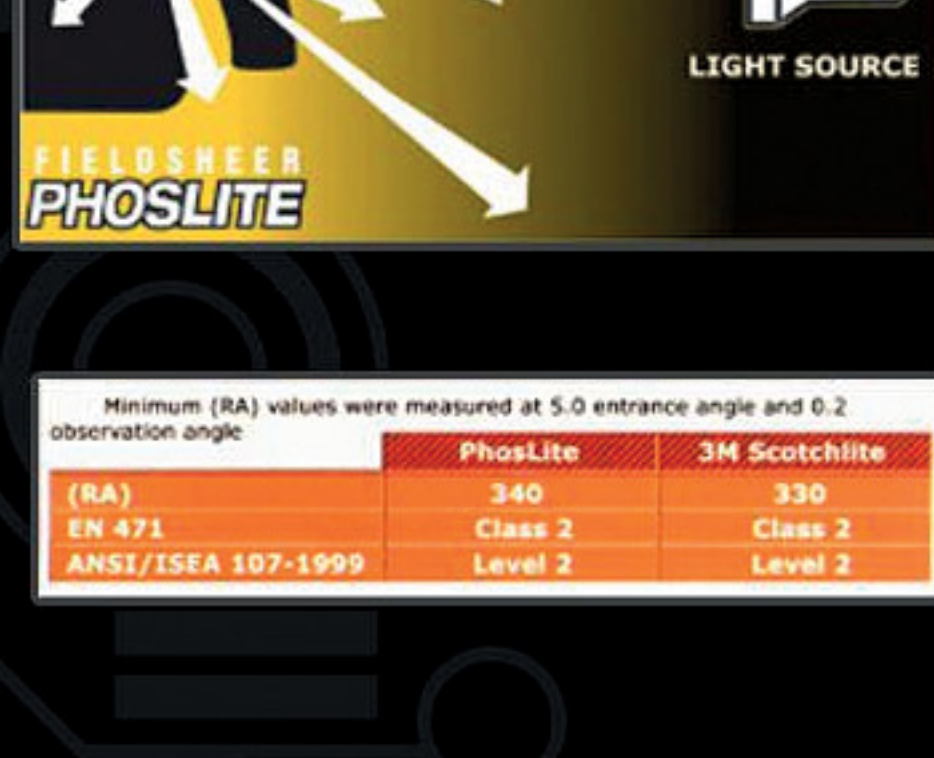 LIGHT SOURCE
FIELDSHEER
PHOSLITE
Minimum (RA) values were measured at 5.0 entrance angle and 0.2
observation angle
PhosLite 3M Scotchlite
(RA) 340 330
EN 471 Class 2 Class 2
ANSI/ISEA 107-1999 Level 2 Level 2